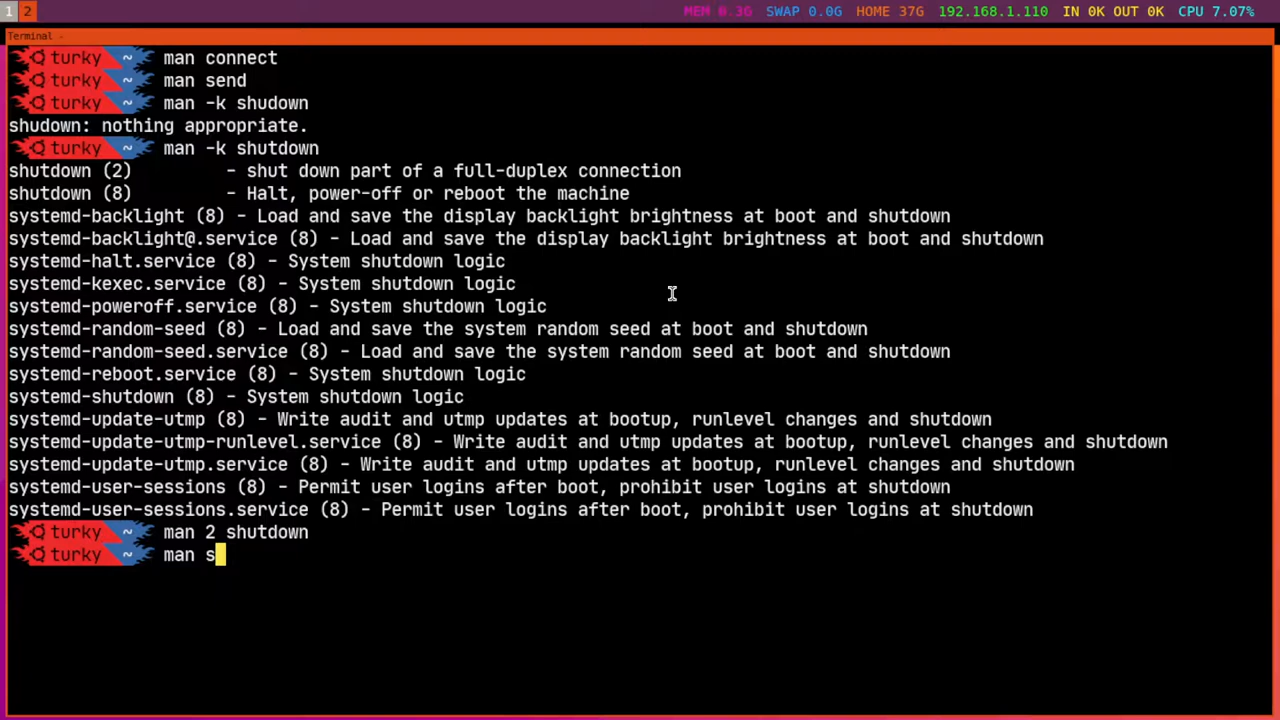 1 2 MEM 0.3G SWAP 0.0G HOME 37G 192.168.1.110 IN 0K OUT 0K CPU 7.07%
Terminal -
turky ~ man connect
turky ~ man send
turky ~ man -k shudown
shudown: nothing appropriate.
turky ~ man -k shutdown
shutdown (2) - shut down part of a full-duplex connection
shutdown (8) - Halt, power-off or reboot the machine
systemd-backlight (8) - Load and save the display backlight brightness at boot and shutdown
systemd-backlight@.service (8) - Load and save the display backlight brightness at boot and shutdown
systemd-halt.service (8) - System shutdown logic
systemd-kexec.service (8) - System shutdown logic
systemd-poweroff.service (8) - System shutdown logic
systemd-random-seed (8) - Load and save the system random seed at boot and shutdown
systemd-random-seed.service (8) - Load and save the system random seed at boot and shutdown
systemd-reboot.service (8) - System shutdown logic
systemd-shutdown (8) - System shutdown logic
systemd-update-utmp (8) - Write audit and utmp updates at bootup, runlevel changes and shutdown
systemd-update-utmp-runlevel.service (8) - Write audit and utmp updates at bootup, runlevel changes and shutdown
systemd-update-utmp.service (8) - Write audit and utmp updates at bootup, runlevel changes and shutdown
systemd-user-sessions (8) - Permit user logins after boot, prohibit user logins at shutdown
systemd-user-sessions.service (8) - Permit user logins after boot, prohibit user logins at shutdown
turky ~ man 2 shutdown
turky ~ man s